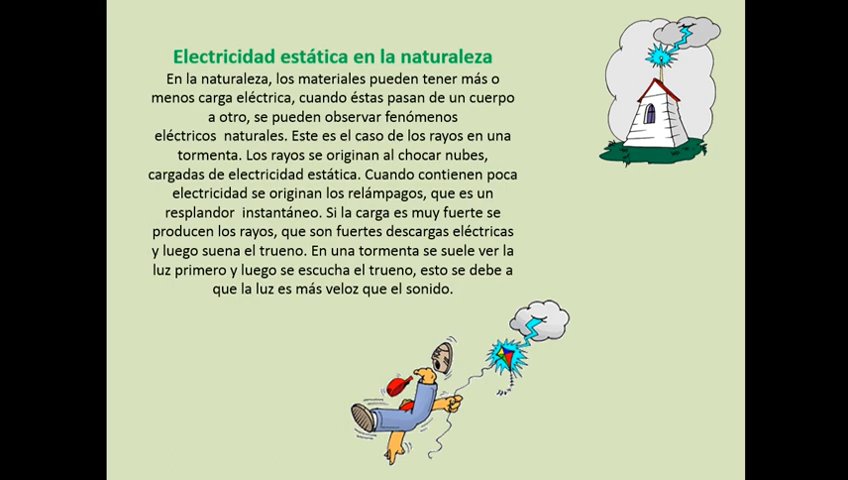 Electricidad estática en la naturaleza
En la naturaleza, los materiales pueden tener más o
menos carga eléctrica, cuando éstas pasan de un cuerpo
a otro, se pueden observar fenómenos
eléctricos  naturales. Este es el caso de los rayos en una
tormenta. Los rayos se originan al chocar nubes,
cargadas de electricidad estática. Cuando contienen poca
electricidad se originan los relámpagos, que es un
resplandor  instantáneo. Si la carga es muy fuerte se
producen los rayos, que son fuertes descargas eléctricas
y luego suena el trueno. En una tormenta se suele ver la
luz primero y luego se escucha el trueno, esto se debe a
que la luz es más veloz que el sonido.